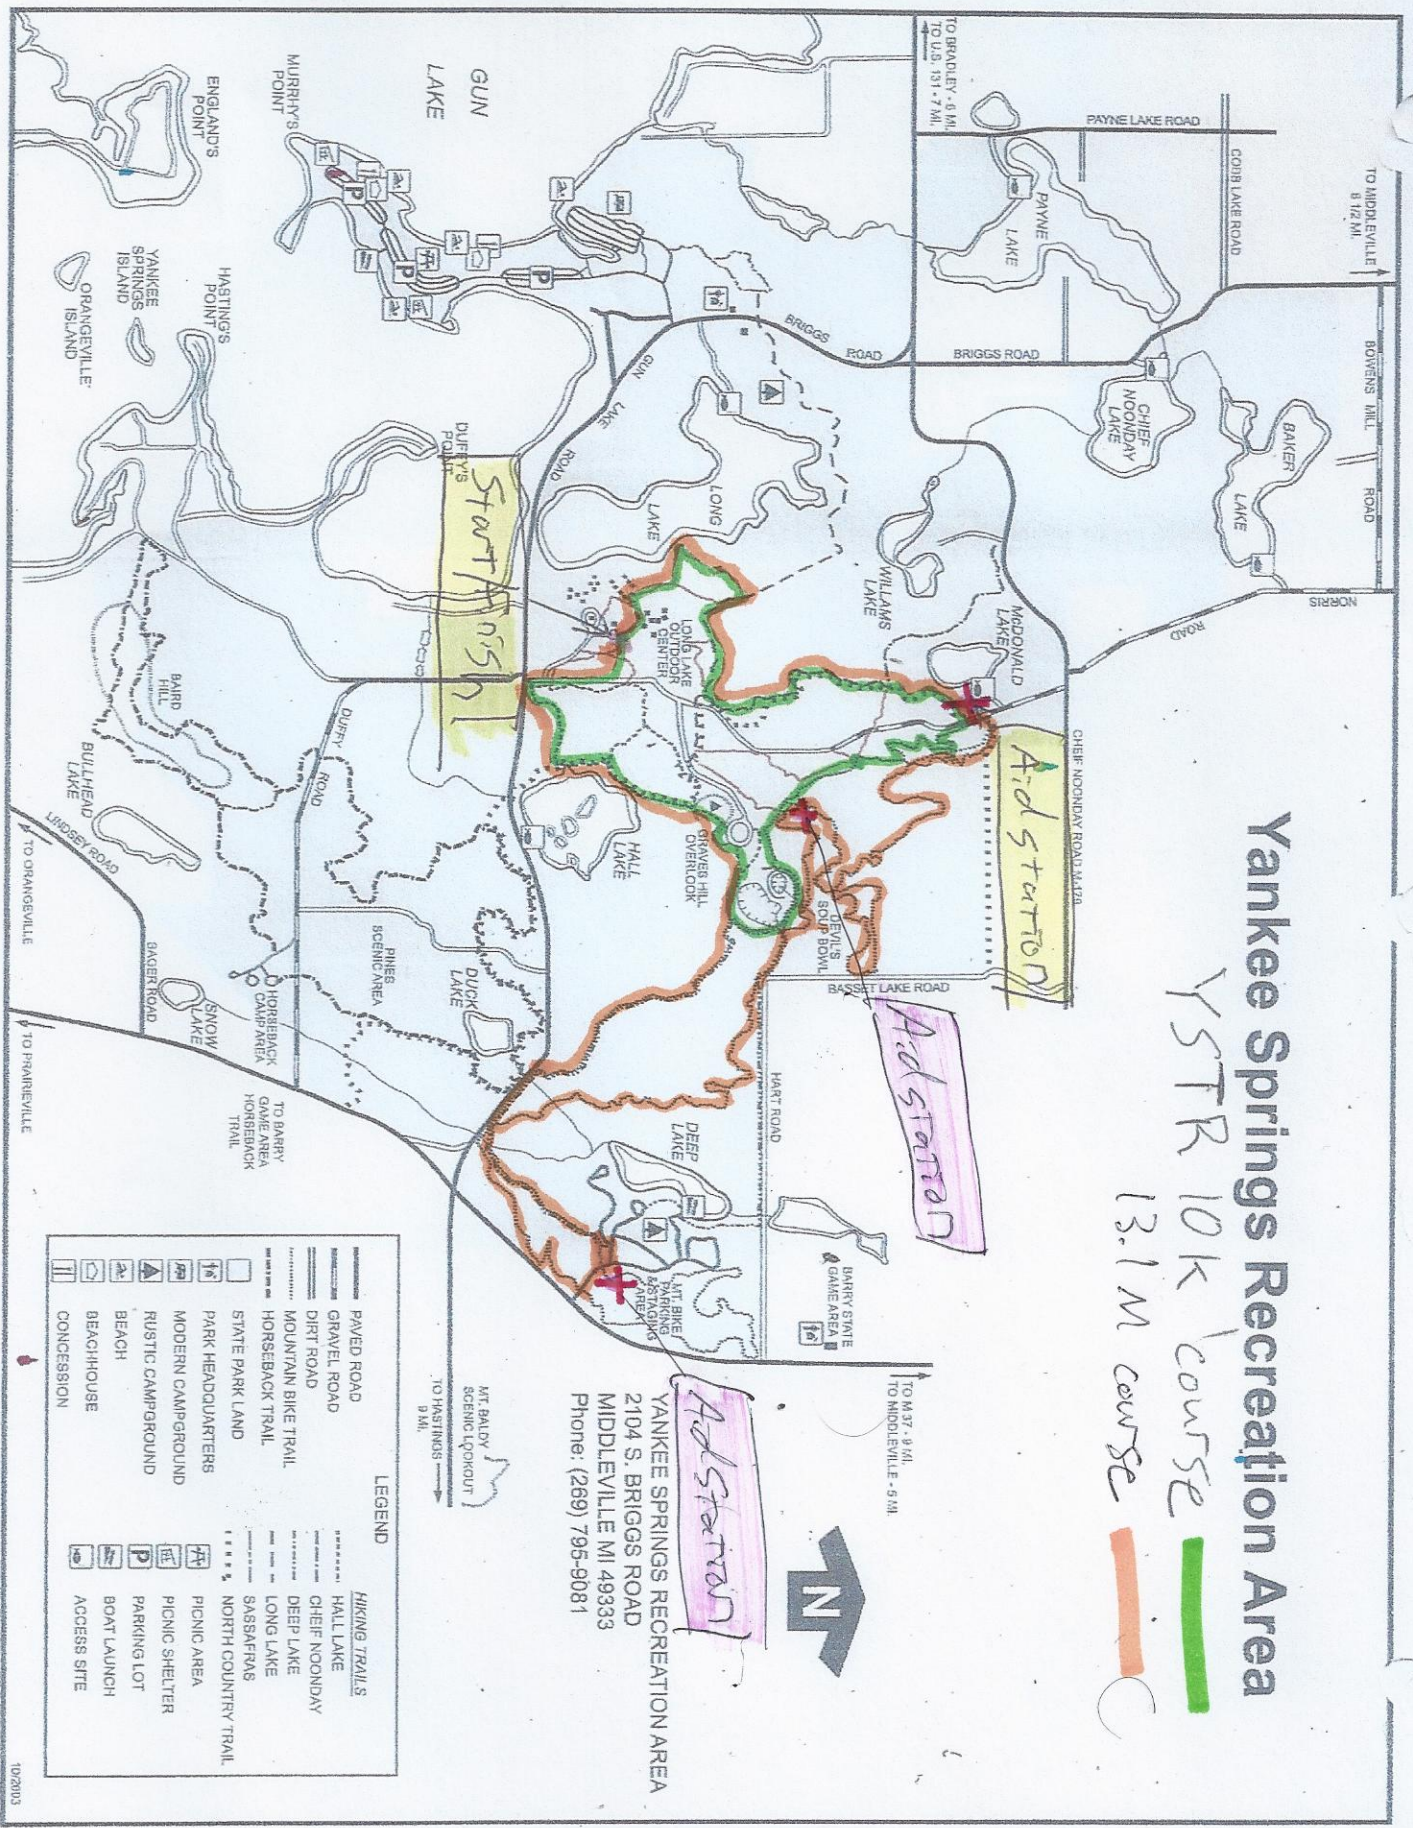 Yankee Springs Recreation Area
YSTR 10K course
13.1 M course
TO MIDDLEVILLE
8 1/2 MI.
BOWENS MILL ROAD
NORRIS
ROAD
COBB LAKE ROAD
PAYNE LAKE ROAD
TO BRADLEY - 6 MI.
TO U.S. 131 - 7 MI.
PAYNE
LAKE
BRIGGS ROAD
BRIGGS
ROAD
CHIEF
NOONDAY
LAKE
BAKER
LAKE
GUN
LAKE
MURRHY'S
POINT
ENGLAND'S
POINT
YANKEE
SPRINGS
ISLAND
ORANGEVILLE
ISLAND
HASTING'S
POINT
DUFFY'S
POINT
GUN
LAKE
ROAD
LONG
LAKE
WILLAMS
LAKE
McDONALD
LAKE
CHEIF NOONDAY ROAD M-179
Start/Finish
Aid station
LONG LAKE
OUTDOOR
CENTER
HALL
LAKE
GRAVES HILL
OVERLOOK
DEVIL'S
SOUP BOWL
BASSET LAKE ROAD
Aid station
HART ROAD
DEEP
LAKE
DUCK
LAKE
PINES
SCENIC AREA
DUFFY
ROAD
BAIRD
HILL
BULLHEAD
LAKE
LINDSEY ROAD
TO ORANGEVILLE
BAGER ROAD
SNOW
LAKE
HORSEBACK
CAMP AREA
TO PRAIRIEVILLE
TO BARRY
GAME AREA
HORSEBACK
TRAIL
MT. BIKE
PARKING
& STAGING
AREA
BARRY STATE
GAME AREA
TO M 37 - 9 MI.
TO MIDDLEVILLE - 5 MI.
Aid Station
MT. BALDY
SCENIC LOOKOUT
TO HASTINGS
9 MI.
N
YANKEE SPRINGS RECREATION AREA
2104 S. BRIGGS ROAD
MIDDLEVILLE MI 49333
Phone: (269) 795-9081
P
P
P
LEGEND
PAVED ROAD
GRAVEL ROAD
DIRT ROAD
MOUNTAIN BIKE TRAIL
HORSEBACK TRAIL
STATE PARK LAND
PARK HEADQUARTERS
MODERN CAMPGROUND
RUSTIC CAMPGROUND
BEACH
BEACHHOUSE
CONCESSION
HIKING TRAILS
HALL LAKE
CHEIF NOONDAY
DEEP LAKE
LONG LAKE
SASSAFRAS
NORTH COUNTRY TRAIL
PICNIC AREA
PICNIC SHELTER
P PARKING LOT
BOAT LAUNCH
ACCESS SITE
10/2003